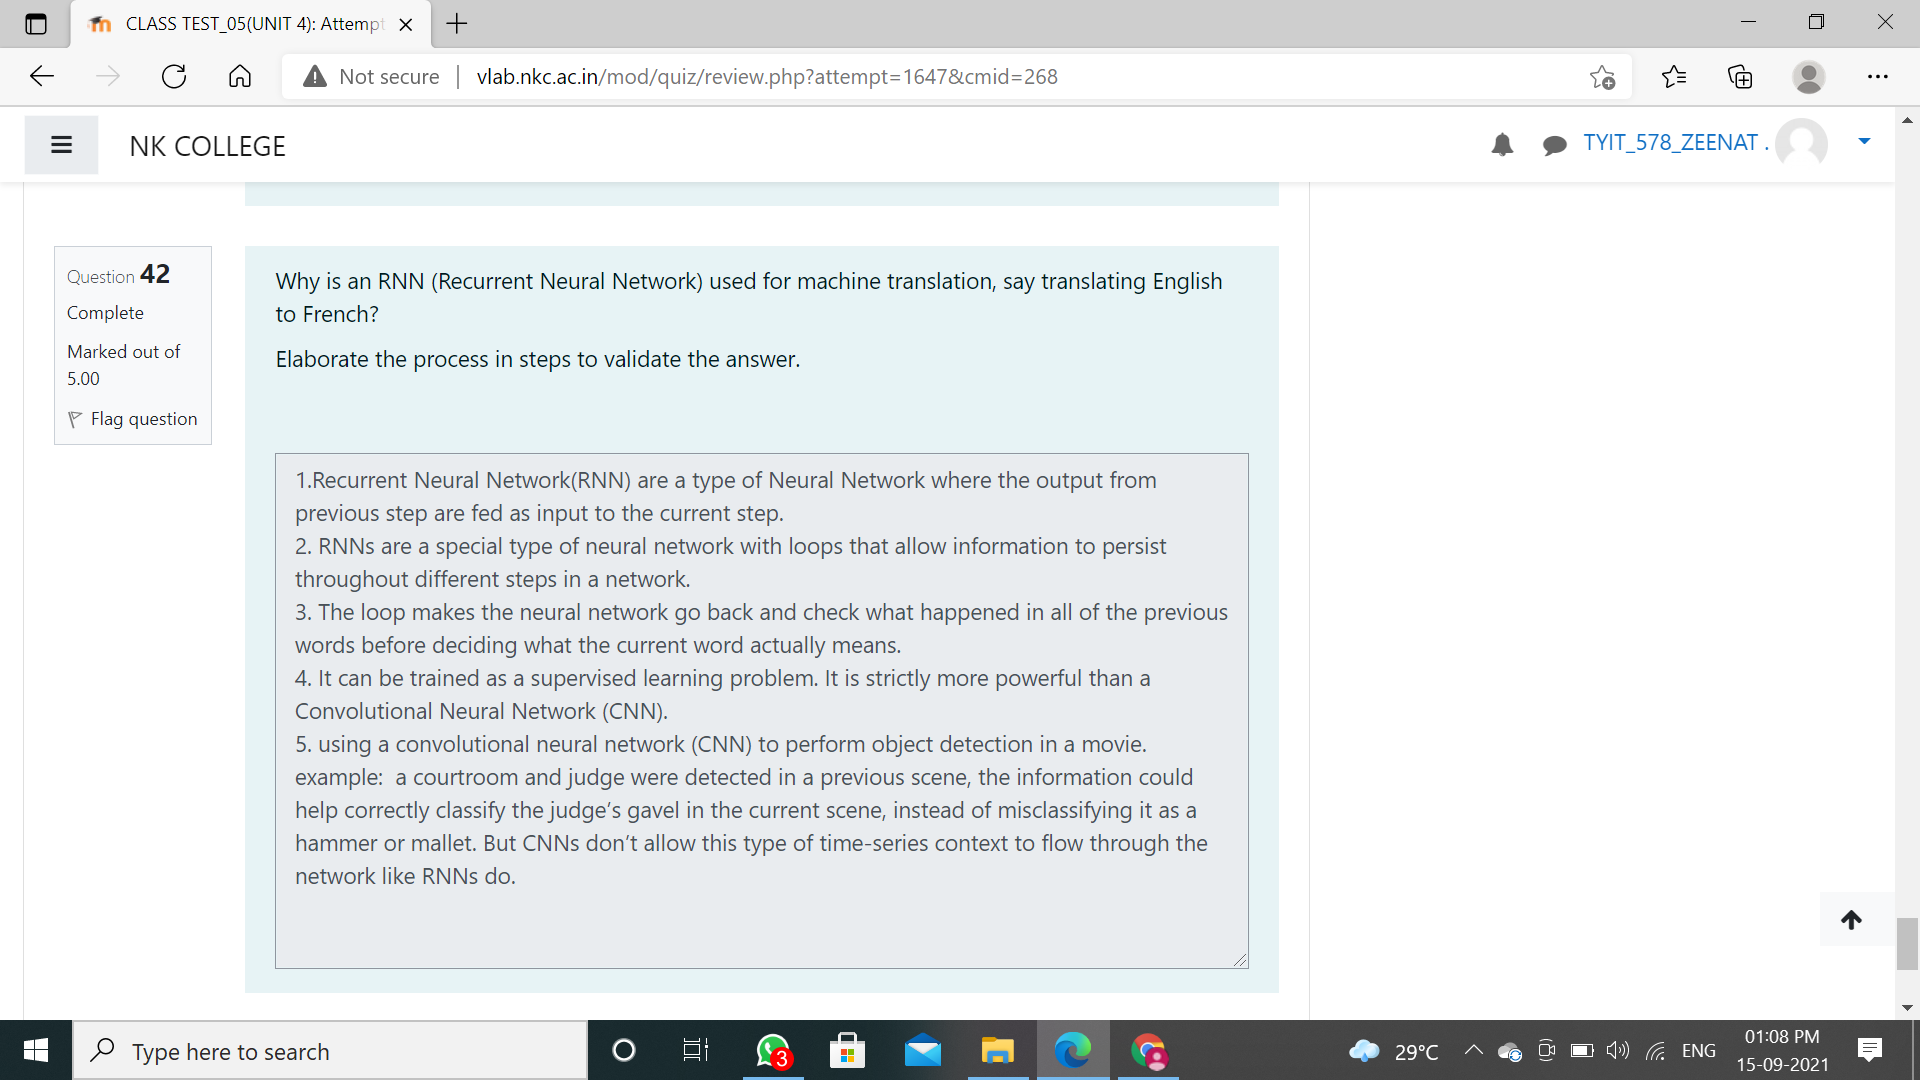 CLASS TEST_05(UNIT 4): Attempt
Not secure
vlab.nkc.ac.in/mod/quiz/review.php?attempt=1647&cmid=268
NK COLLEGE
TYIT_578_ZEENAT .
Question 42
Complete
Marked out of
5.00
Flag question
Why is an RNN (Recurrent Neural Network) used for machine translation, say translating English
to French?
Elaborate the process in steps to validate the answer.
1.Recurrent Neural Network(RNN) are a type of Neural Network where the output from
previous step are fed as input to the current step.
2. RNNs are a special type of neural network with loops that allow information to persist
throughout different steps in a network.
3. The loop makes the neural network go back and check what happened in all of the previous
words before deciding what the current word actually means.
4. It can be trained as a supervised learning problem. It is strictly more powerful than a
Convolutional Neural Network (CNN).
5. using a convolutional neural network (CNN) to perform object detection in a movie.
example:  a courtroom and judge were detected in a previous scene, the information could
help correctly classify the judge’s gavel in the current scene, instead of misclassifying it as a
hammer or mallet. But CNNs don’t allow this type of time-series context to flow through the
network like RNNs do.
Type here to search
3
29°C
ENG
01:08 PM
15-09-2021